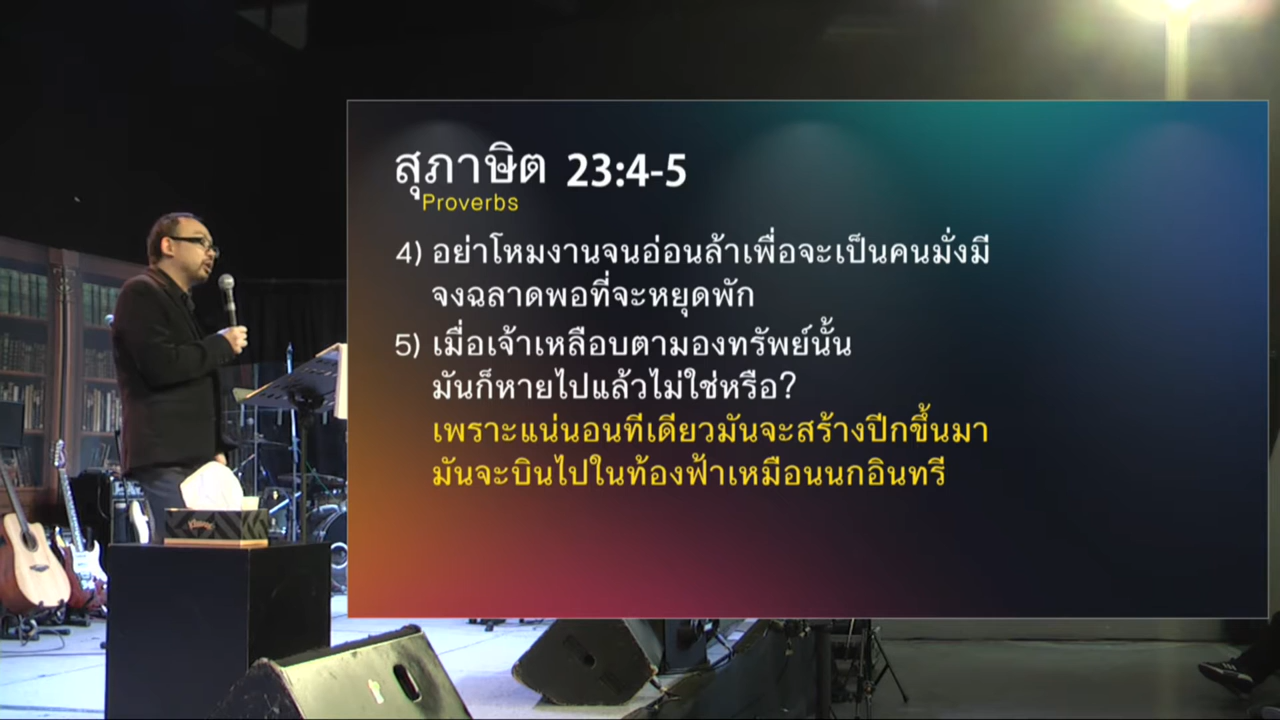 สุภาษิต 23:4-5
Proverbs
4) อย่าโหมงานจนอ่อนล้าเพื่อจะเป็นคนมั่งมี
จงฉลาดพอที่จะหยุดพัก
5) เมื่อเจ้าเหลือบตามองทรัพย์นั้น
มันก็หายไปแล้วไม่ใช่หรือ?
เพราะแน่นอนทีเดียวมันจะสร้างปีกขึ้นมา
มันจะบินไปในท้องฟ้าเหมือนนกอินทรี
Kleenex